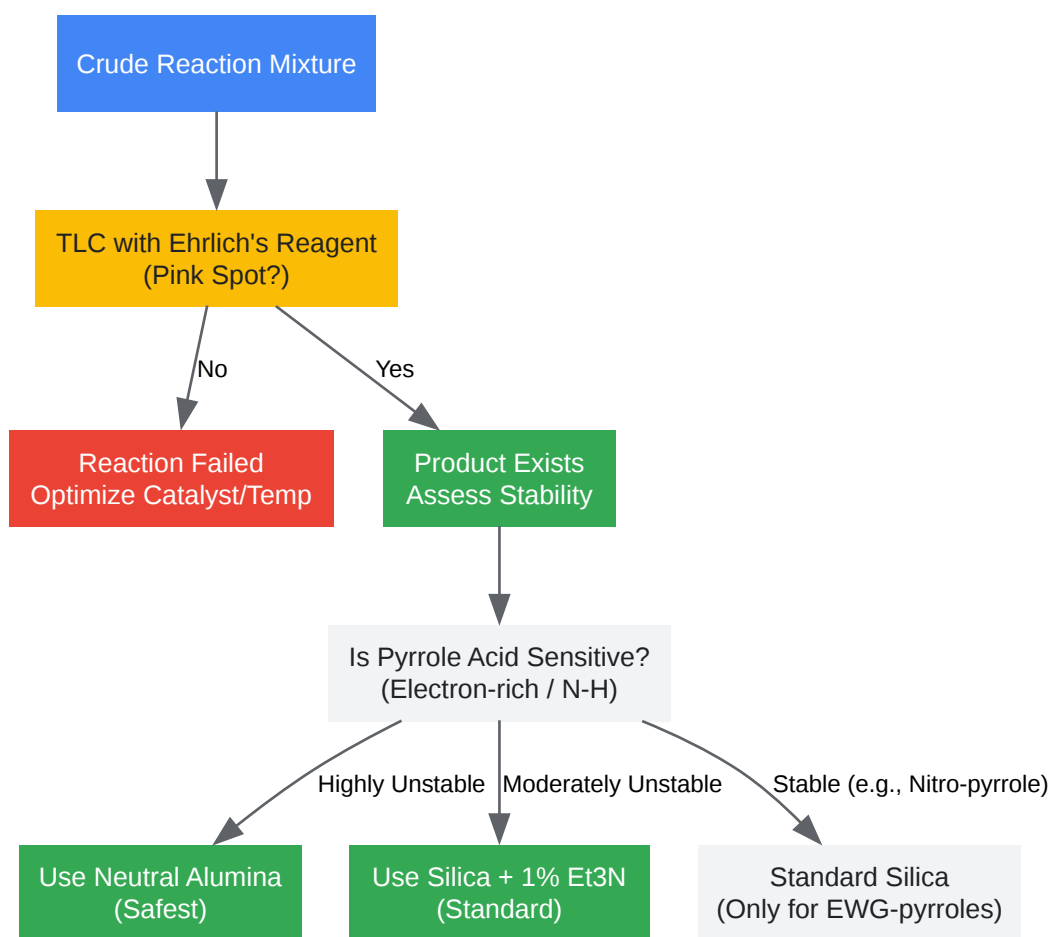 Crude Reaction Mixture
TLC with Ehrlich's Reagent
(Pink Spot?)
No
Yes
Reaction Failed
Optimize Catalyst/Temp
Product Exists
Assess Stability
Is Pyrrole Acid Sensitive?
(Electron-rich / N-H)
Highly Unstable
Moderately Unstable
Stable (e.g., Nitro-pyrrole)
Use Neutral Alumina
(Safest)
Use Silica + 1% Et3N
(Standard)
Standard Silica
(Only for EWG-pyrroles)